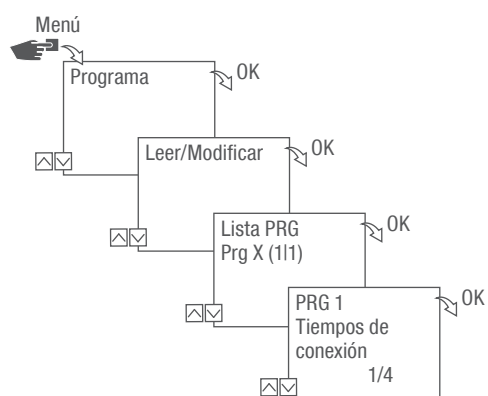 Menú
Programa
OK
Leer/Modificar
OK
Lista PRG
Prg X (1|1)
OK
PRG 1
Tiempos de
conexión
1/4
OK